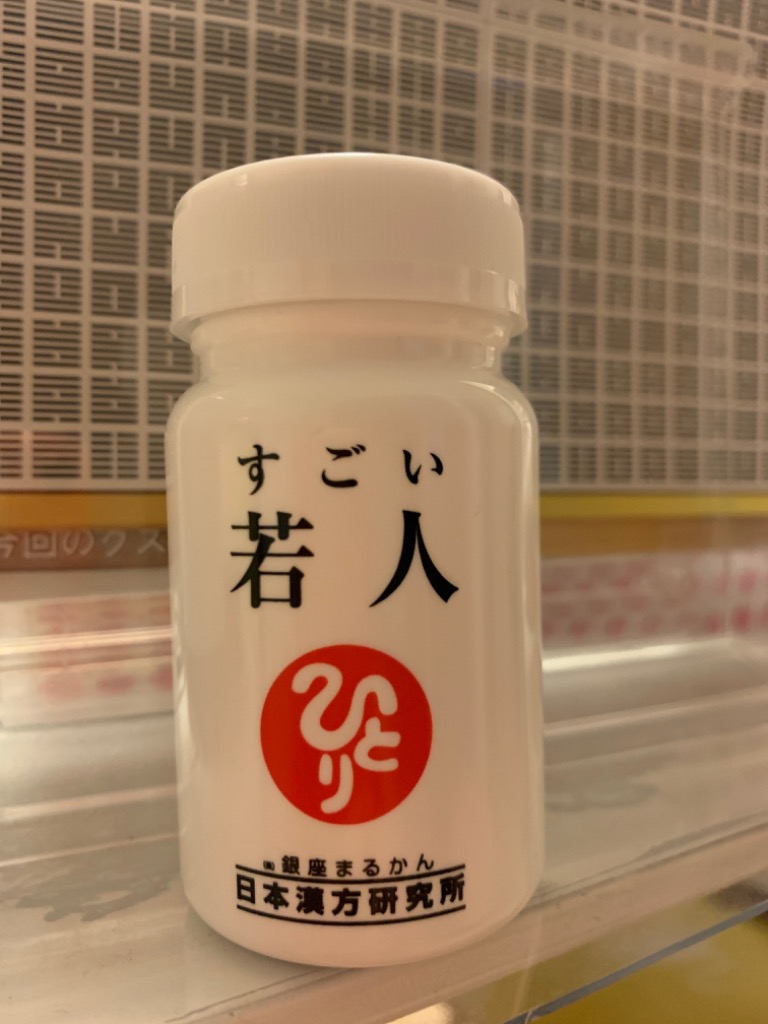 すごい
若人
ひとり
㈱銀座まるかん
日本漢方研究所
今回のクス